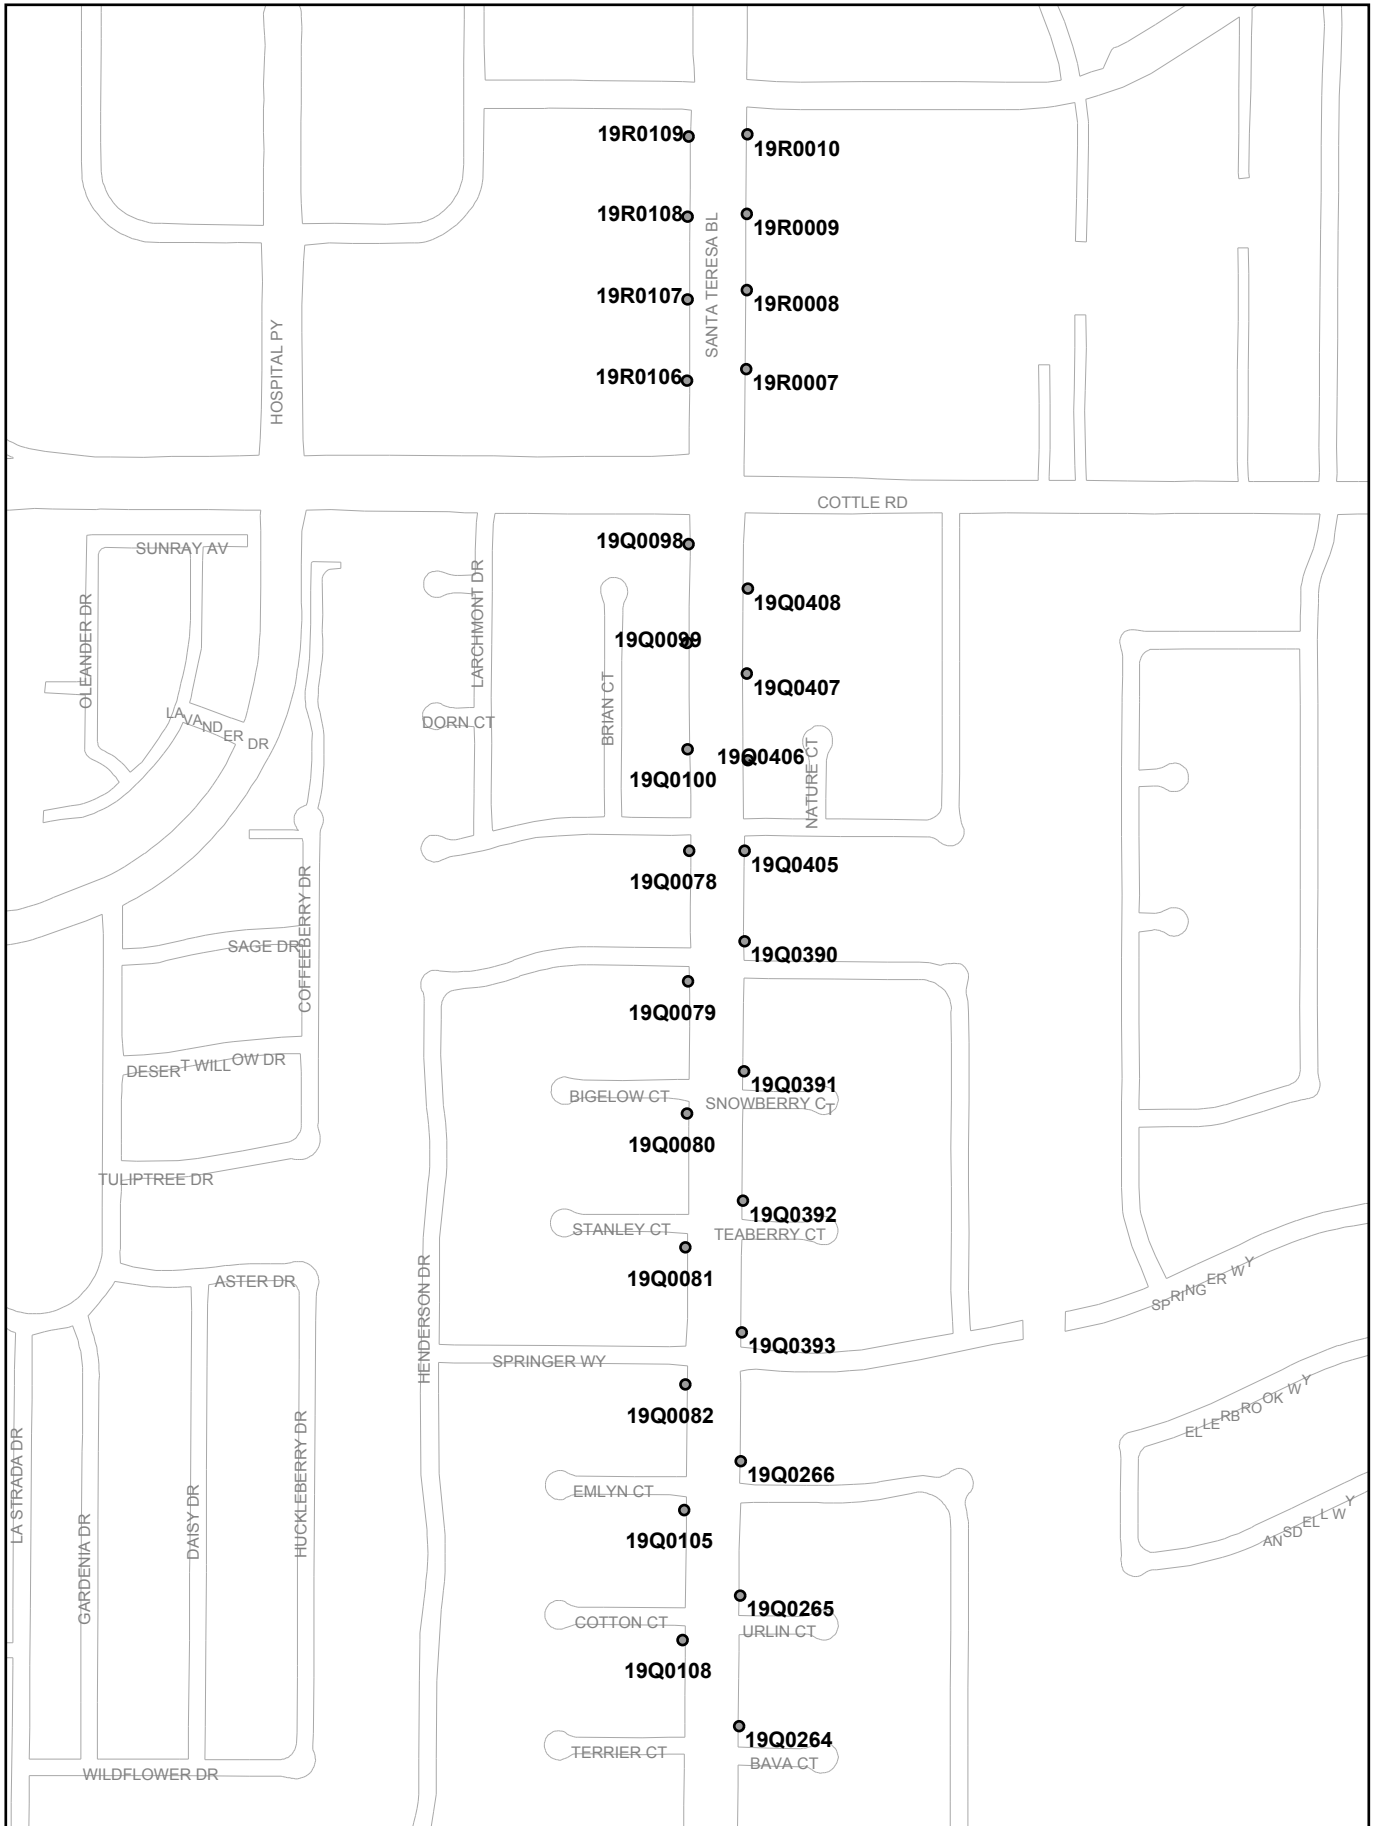 19R0109
19R0010
19R0108
19R0009
SANTA TERESA BL
19R0107
19R0008
HOSPITAL PY
19R0106
19R0007
COTTLE RD
SUNRAY AV
19Q0098
OLEANDER DR
LARCHMONT DR
19Q0408
19Q0099
BRIAN CT
19Q0407
LAVANDER DR
DORN CT
19Q0406
19Q0100
NATURE CT
19Q0405
19Q0078
COFFEEBERRY DR
SAGE DR
19Q0390
19Q0079
DESERT WILLOW DR
19Q0391
BIGELOW CT
SNOWBERRY CT
19Q0080
TULIPTREE DR
19Q0392
STANLEY CT
TEABERRY CT
19Q0081
ASTER DR
SPRINGER WY
HENDERSON DR
19Q0393
SPRINGER WY
19Q0082
ELLERBROOK WY
LA STRADA DR
HUCKLEBERRY DR
19Q0266
EMLYN CT
DAISY DR
GARDENIA DR
19Q0105
ANSDELL WY
19Q0265
COTTON CT
URLIN CT
19Q0108
19Q0264
TERRIER CT
BAVA CT
WILDFLOWER DR